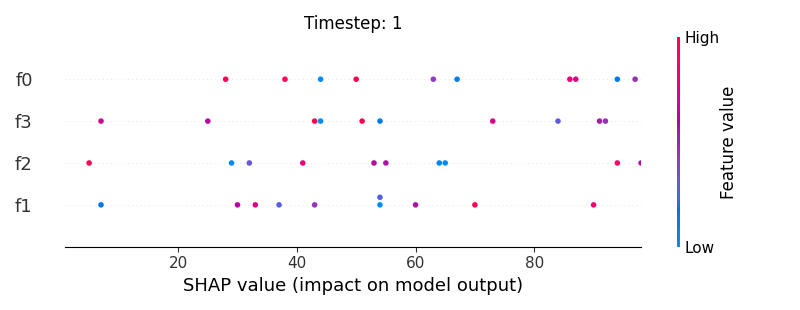 Timestep: 1
High
f0
f3
f2
f1
Feature value
Low
20 40 60 80
SHAP value (impact on model output)